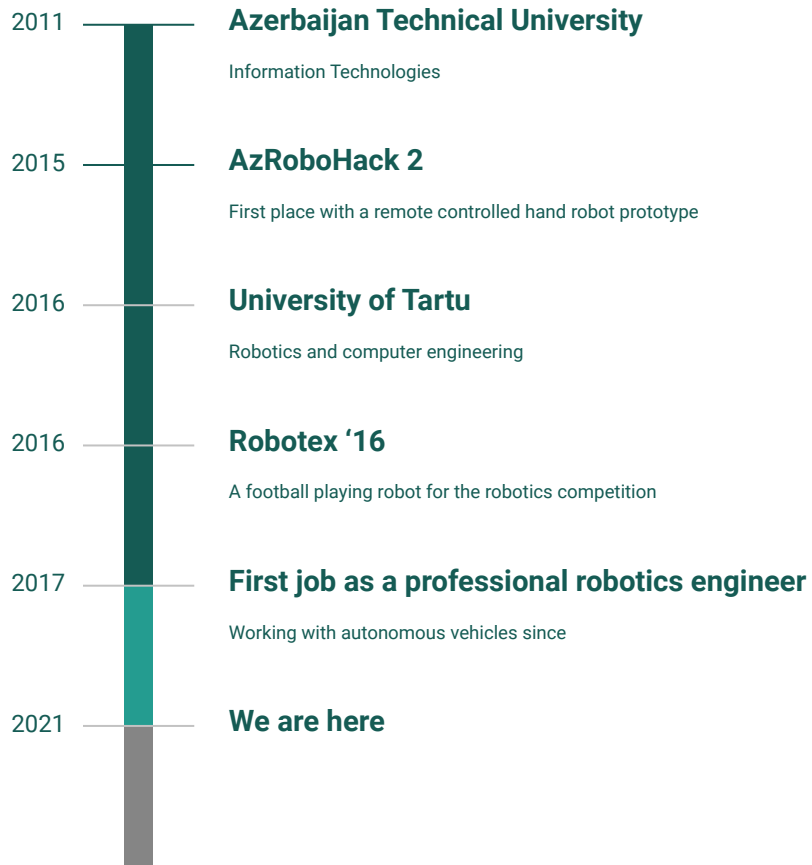 2011
Azerbaijan Technical University
Information Technologies
2015
AzRoboHack 2
First place with a remote controlled hand robot prototype
2016
University of Tartu
Robotics and computer engineering
2016
Robotex ‘16
A football playing robot for the robotics competition
2017
First job as a professional robotics engineer
Working with autonomous vehicles since
2021
We are here